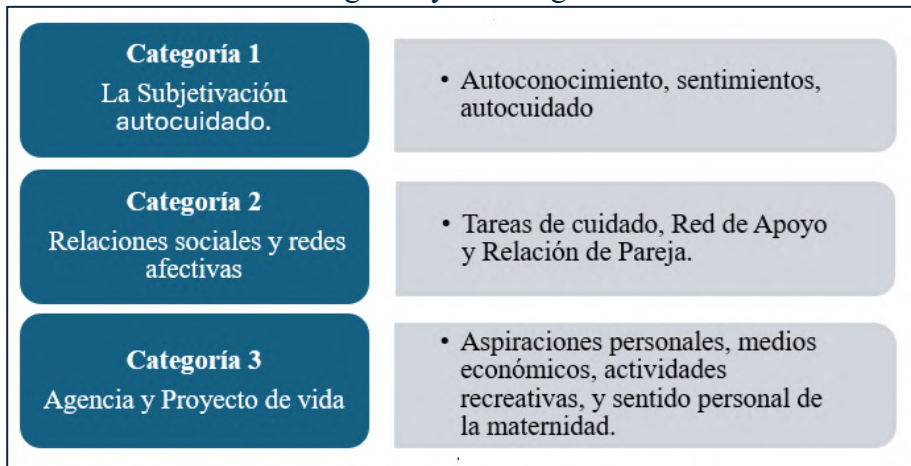 Categoría 1
La Subjetivación
autocuidado.
• Autoconocimiento, sentimientos,
autocuidado
Categoría 2
Relaciones sociales y redes
afectivas
• Tareas de cuidado, Red de Apoyo
y Relación de Pareja.
Categoría 3
Agencia y Proyecto de vida
• Aspiraciones personales, medios
económicos, actividades
recreativas, y sentido personal de
la maternidad.